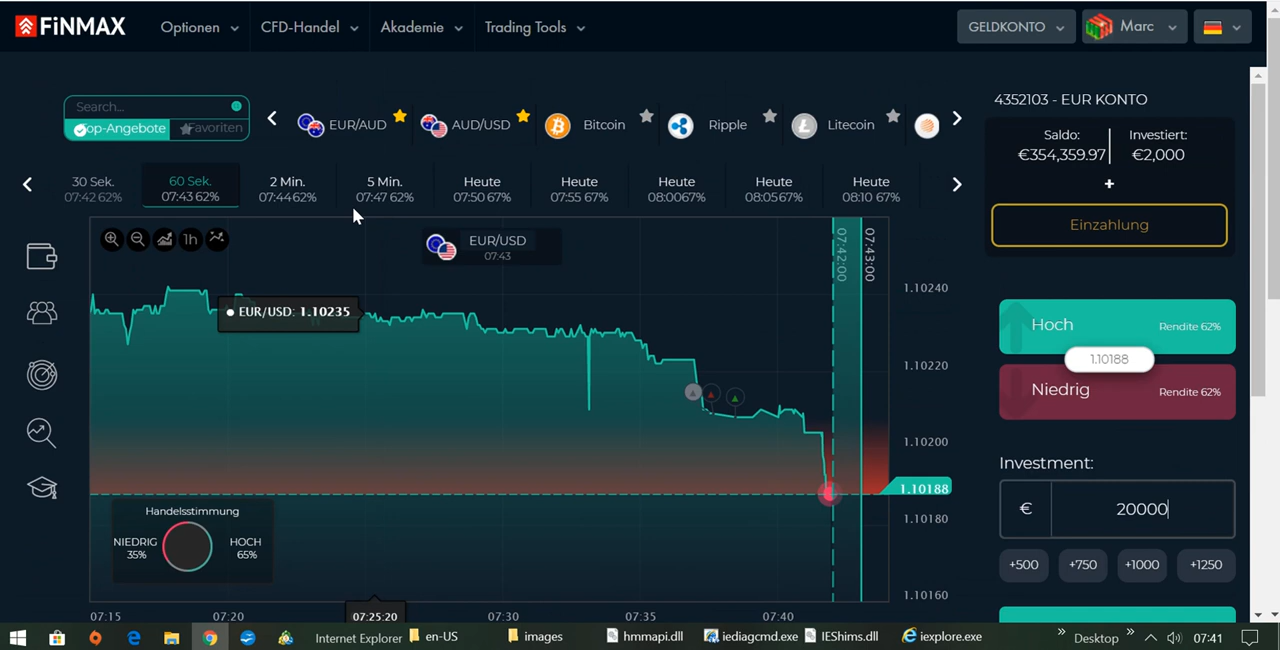 FiNMAX
Optionen
CFD-Handel
Akademie
Trading Tools
GELDKONTO
Marc
Search...
Top-Angebote
Favoriten
EUR/AUD
AUD/USD
Bitcoin
Ripple
Litecoin
4352103 - EUR KONTO
Saldo:
€354,359.97
Investiert:
€2,000
+
Einzahlung
30 Sek.
07:42 62%
60 Sek.
07:43 62%
2 Min.
07:44 62%
5 Min.
07:47 62%
Heute
07:50 67%
Heute
07:55 67%
Heute
08:00 67%
Heute
08:05 67%
Heute
08:10 67%
1h
EUR/USD
07:43
07:42:00
07:43:00
EUR/USD: 1.10235
1.10240
1.10220
1.10200
1.10188
1.10180
1.10160
Handelsstimmung
NIEDRIG
35%
HOCH
65%
07:15
07:20
07:25:20
07:30
07:35
07:40
Hoch
Rendite 62%
1.10188
Niedrig
Rendite 62%
Investment:
€
20000
+500
+750
+1000
+1250
Internet Explorer
en-US
images
hmmapi.dll
iediagcmd.exe
IEShims.dll
iexplore.exe
Desktop
07:41